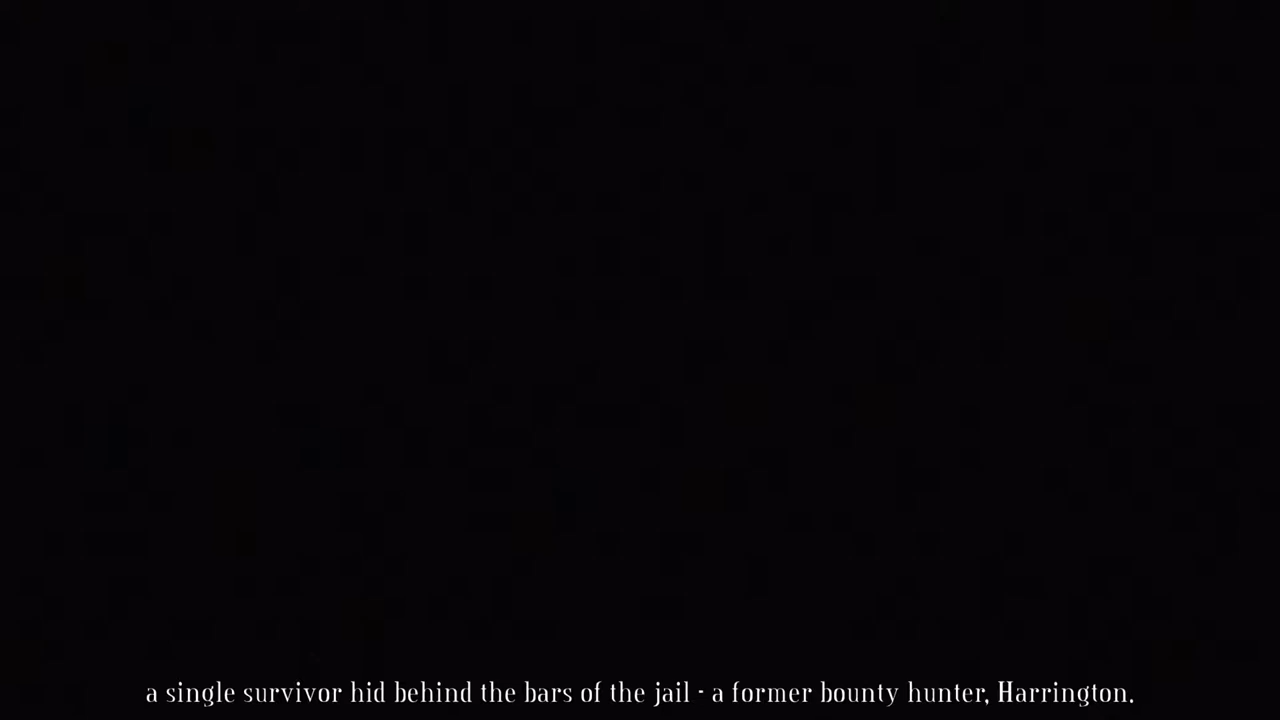 a single survivor hid behind the bars of the jail - a former bounty hunter, Harrington.